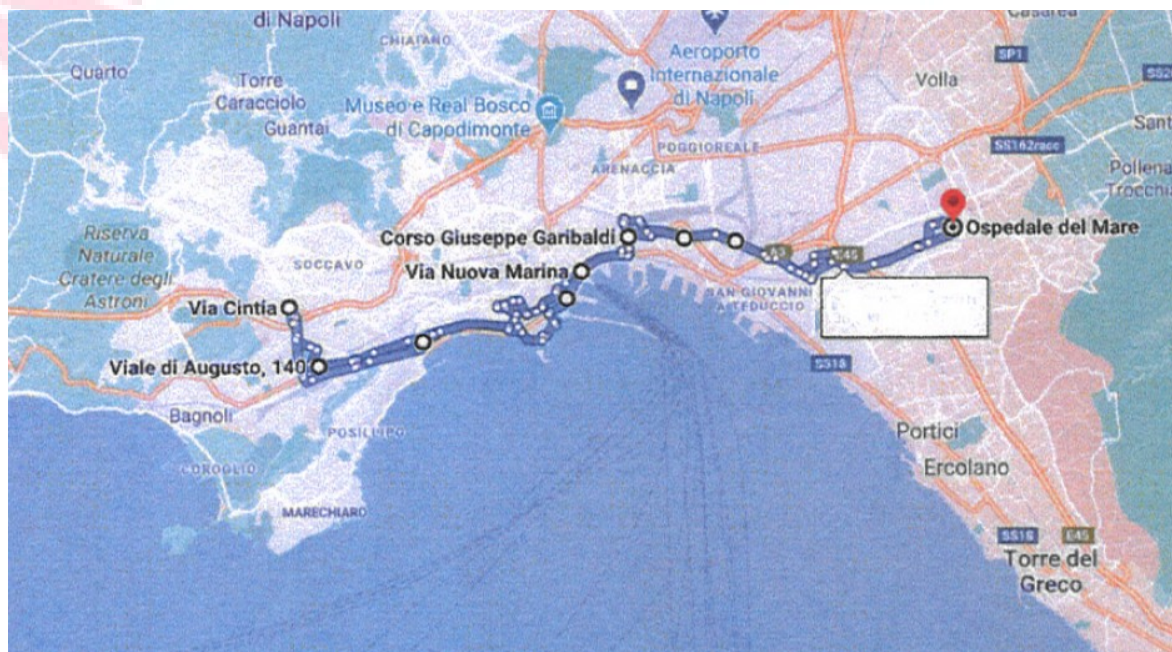 di Napoli
CHIAIANO
Casarea
Quarto
Torre
Caracciolo
Guantai
Aeroporto
Internazionale
di Napoli
SP1
Volla
Museo e Real Bosco
di Capodimonte
Sant
SS162racc
POGGIOREALE
ARENACCIA
Pollena
Trocchi
Riserva
Naturale
Cratere degli
Astroni
SOCCAVO
Corso Giuseppe Garibaldi
Ospedale del Mare
E45
Via Nuova Marina
SAN GIOVANNI
A TEDUCCIO
Via Cintia
Viale di Augusto, 140
SS18
Bagnoli
POSILLIPO
Portici
COROGLIO
Ercolano
MARECHIARO
SS18
E45
Torre del
Greco